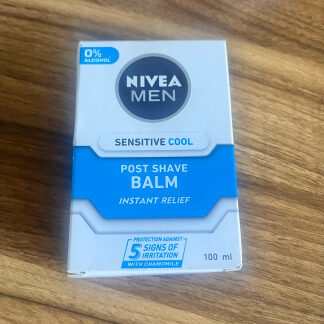 0%
ALCOHOL
NIVEA
MEN
SENSITIVE COOL
POST SHAVE
BALM
INSTANT RELIEF
PROTECTION AGAINST
5 SIGNS OF
IRRITATION
WITH CHAMOMILE
100 ml